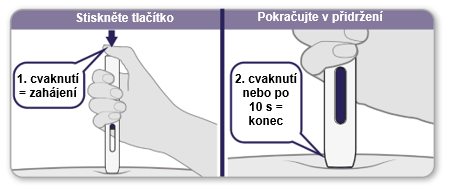 Stiskněte tlačítko
1. cvaknutí
= zahájení
Pokračujte v přidržení
2. cvaknutí
nebo po
10 s =
konec